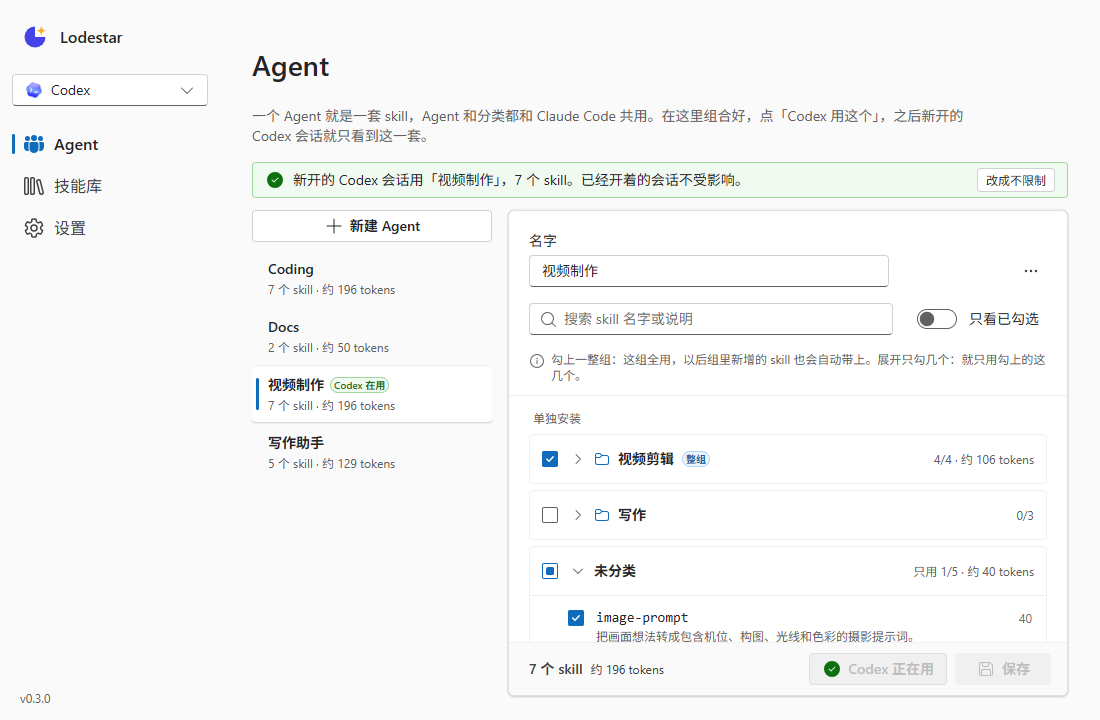 Lodestar
Codex
Agent
技能库
设置
v0.3.0
Agent
一个 Agent 就是一套 skill，Agent 和分类都和 Claude Code 共用。在这里组合好，点「Codex 用这个」，之后新开的
Codex 会话就只看到这一套。
新开的 Codex 会话用「视频制作」，7 个 skill。已经开着的会话不受影响。
改成不限制
新建 Agent
Coding
7 个 skill · 约 196 tokens
Docs
2 个 skill · 约 50 tokens
视频制作 Codex 在用
7 个 skill · 约 196 tokens
写作助手
5 个 skill · 约 129 tokens
名字
视频制作
搜索 skill 名字或说明
只看已勾选
勾上一整组：这组全用，以后组里新增的 skill 也会自动带上。展开只勾几个：就只用勾上的这
几个。
单独安装
视频剪辑 整组 4/4 · 约 106 tokens
写作 0/3
未分类 只用 1/5 · 约 40 tokens
image-prompt 40
把画面想法转成包含机位、构图、光线和色彩的摄影提示词。
7 个 skill 约 196 tokens
Codex 正在用
保存